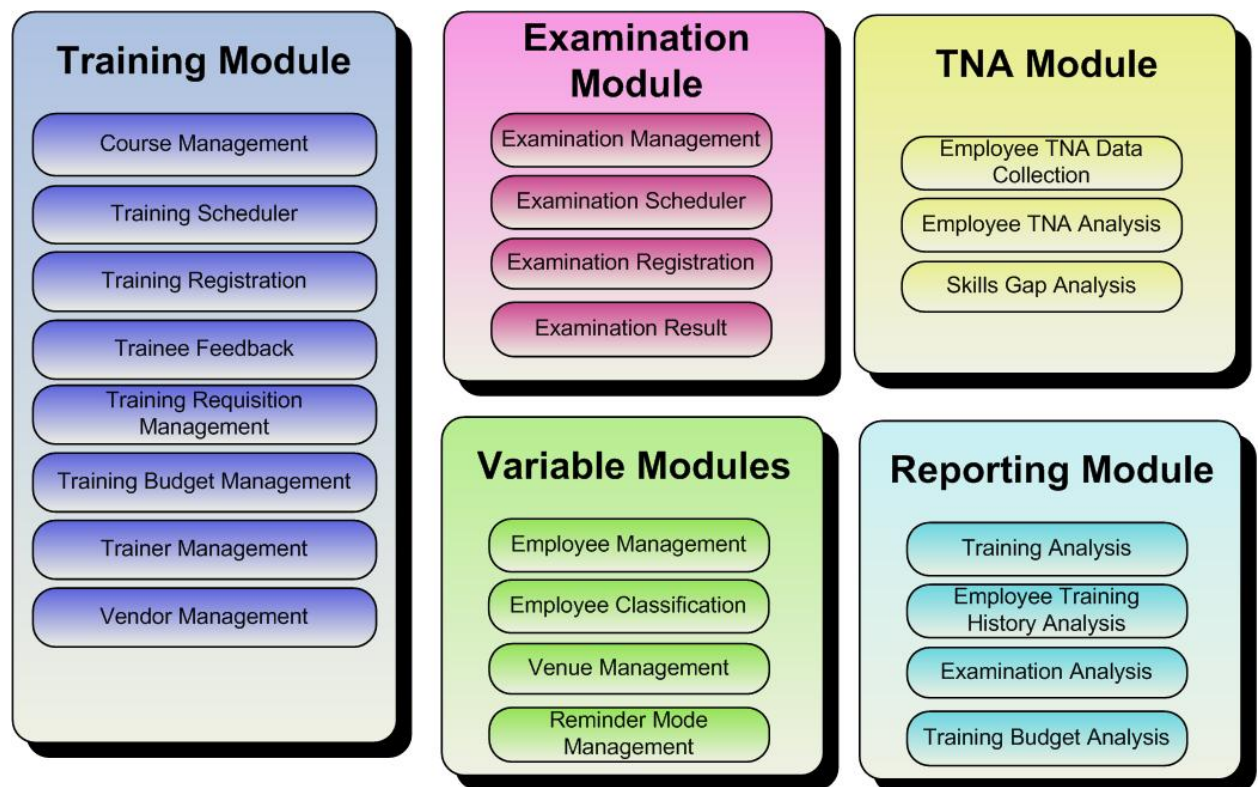 Training Module
Course Management
Training Scheduler
Training Registration
Trainee Feedback
Training Requisition
Management
Training Budget Management
Trainer Management
Vendor Management
Examination
Module
Examination Management
Examination Scheduler
Examination Registration
Examination Result
TNA Module
Employee TNA Data
Collection
Employee TNA Analysis
Skills Gap Analysis
Variable Modules
Employee Management
Employee Classification
Venue Management
Reminder Mode
Management
Reporting Module
Training Analysis
Employee Training
History Analysis
Examination Analysis
Training Budget Analysis